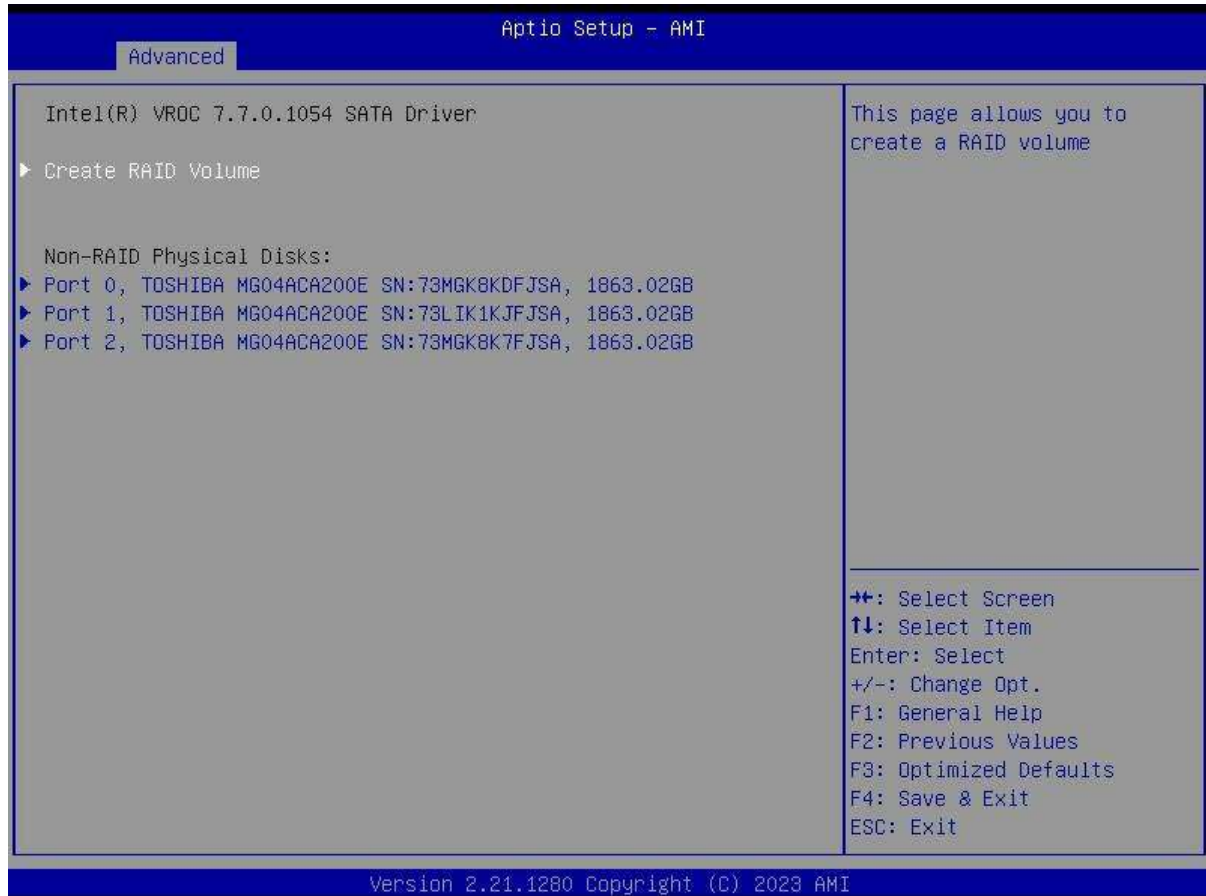 Aptio Setup - AMI
Advanced
Intel(R) VROC 7.7.0.1054 SATA Driver
Create RAID Volume
Non-RAID Physical Disks:
Port 0, TOSHIBA MG04ACA200E SN:73MGK8KDFJSA, 1863.02GB
Port 1, TOSHIBA MG04ACA200E SN:73LIK1KJFJSA, 1863.02GB
Port 2, TOSHIBA MG04ACA200E SN:73MGK8K7FJSA, 1863.02GB
This page allows you to
create a RAID volume
→←: Select Screen
↑↓: Select Item
Enter: Select
+/-: Change Opt.
F1: General Help
F2: Previous Values
F3: Optimized Defaults
F4: Save & Exit
ESC: Exit
Version 2.21.1280 Copyright (C) 2023 AMI